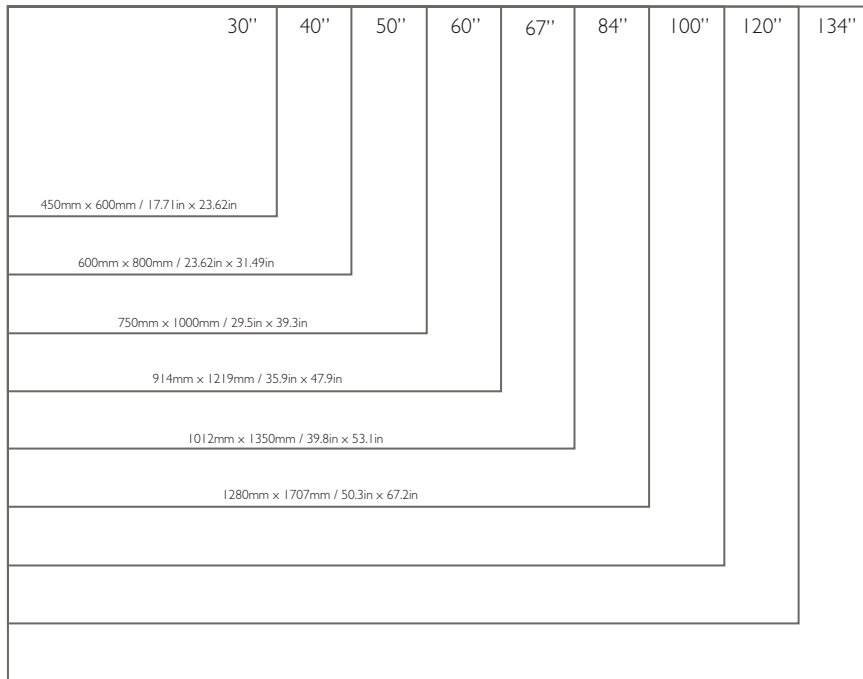 30’’ 40’’ 50’’ 60’’ 67’’ 84’’ 100’’ 120’’ 134’’
450mm x 600mm / 17.71in x 23.62in
600mm x 800mm / 23.62in x 31.49in
750mm x 1000mm / 29.5in x 39.3in
914mm x 1219mm / 35.9in x 47.9in
1012mm x 1350mm / 39.8in x 53.1in
1280mm x 1707mm / 50.3in x 67.2in